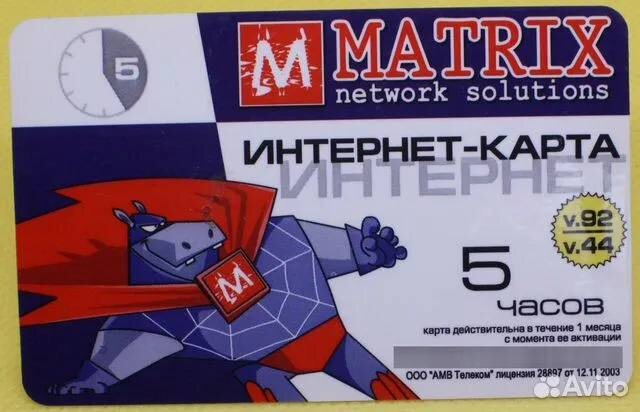 5
M MATRIX
network solutions
ИНТЕРНЕТ-КАРТА
ИНТЕРНЕТ
v.92
v.44
M
5
часов
карта действительна в течение 1 месяца
с момента ее активации
ООО "АМВ Телеком" лицензия 28897 от 12.11.2003
Avito